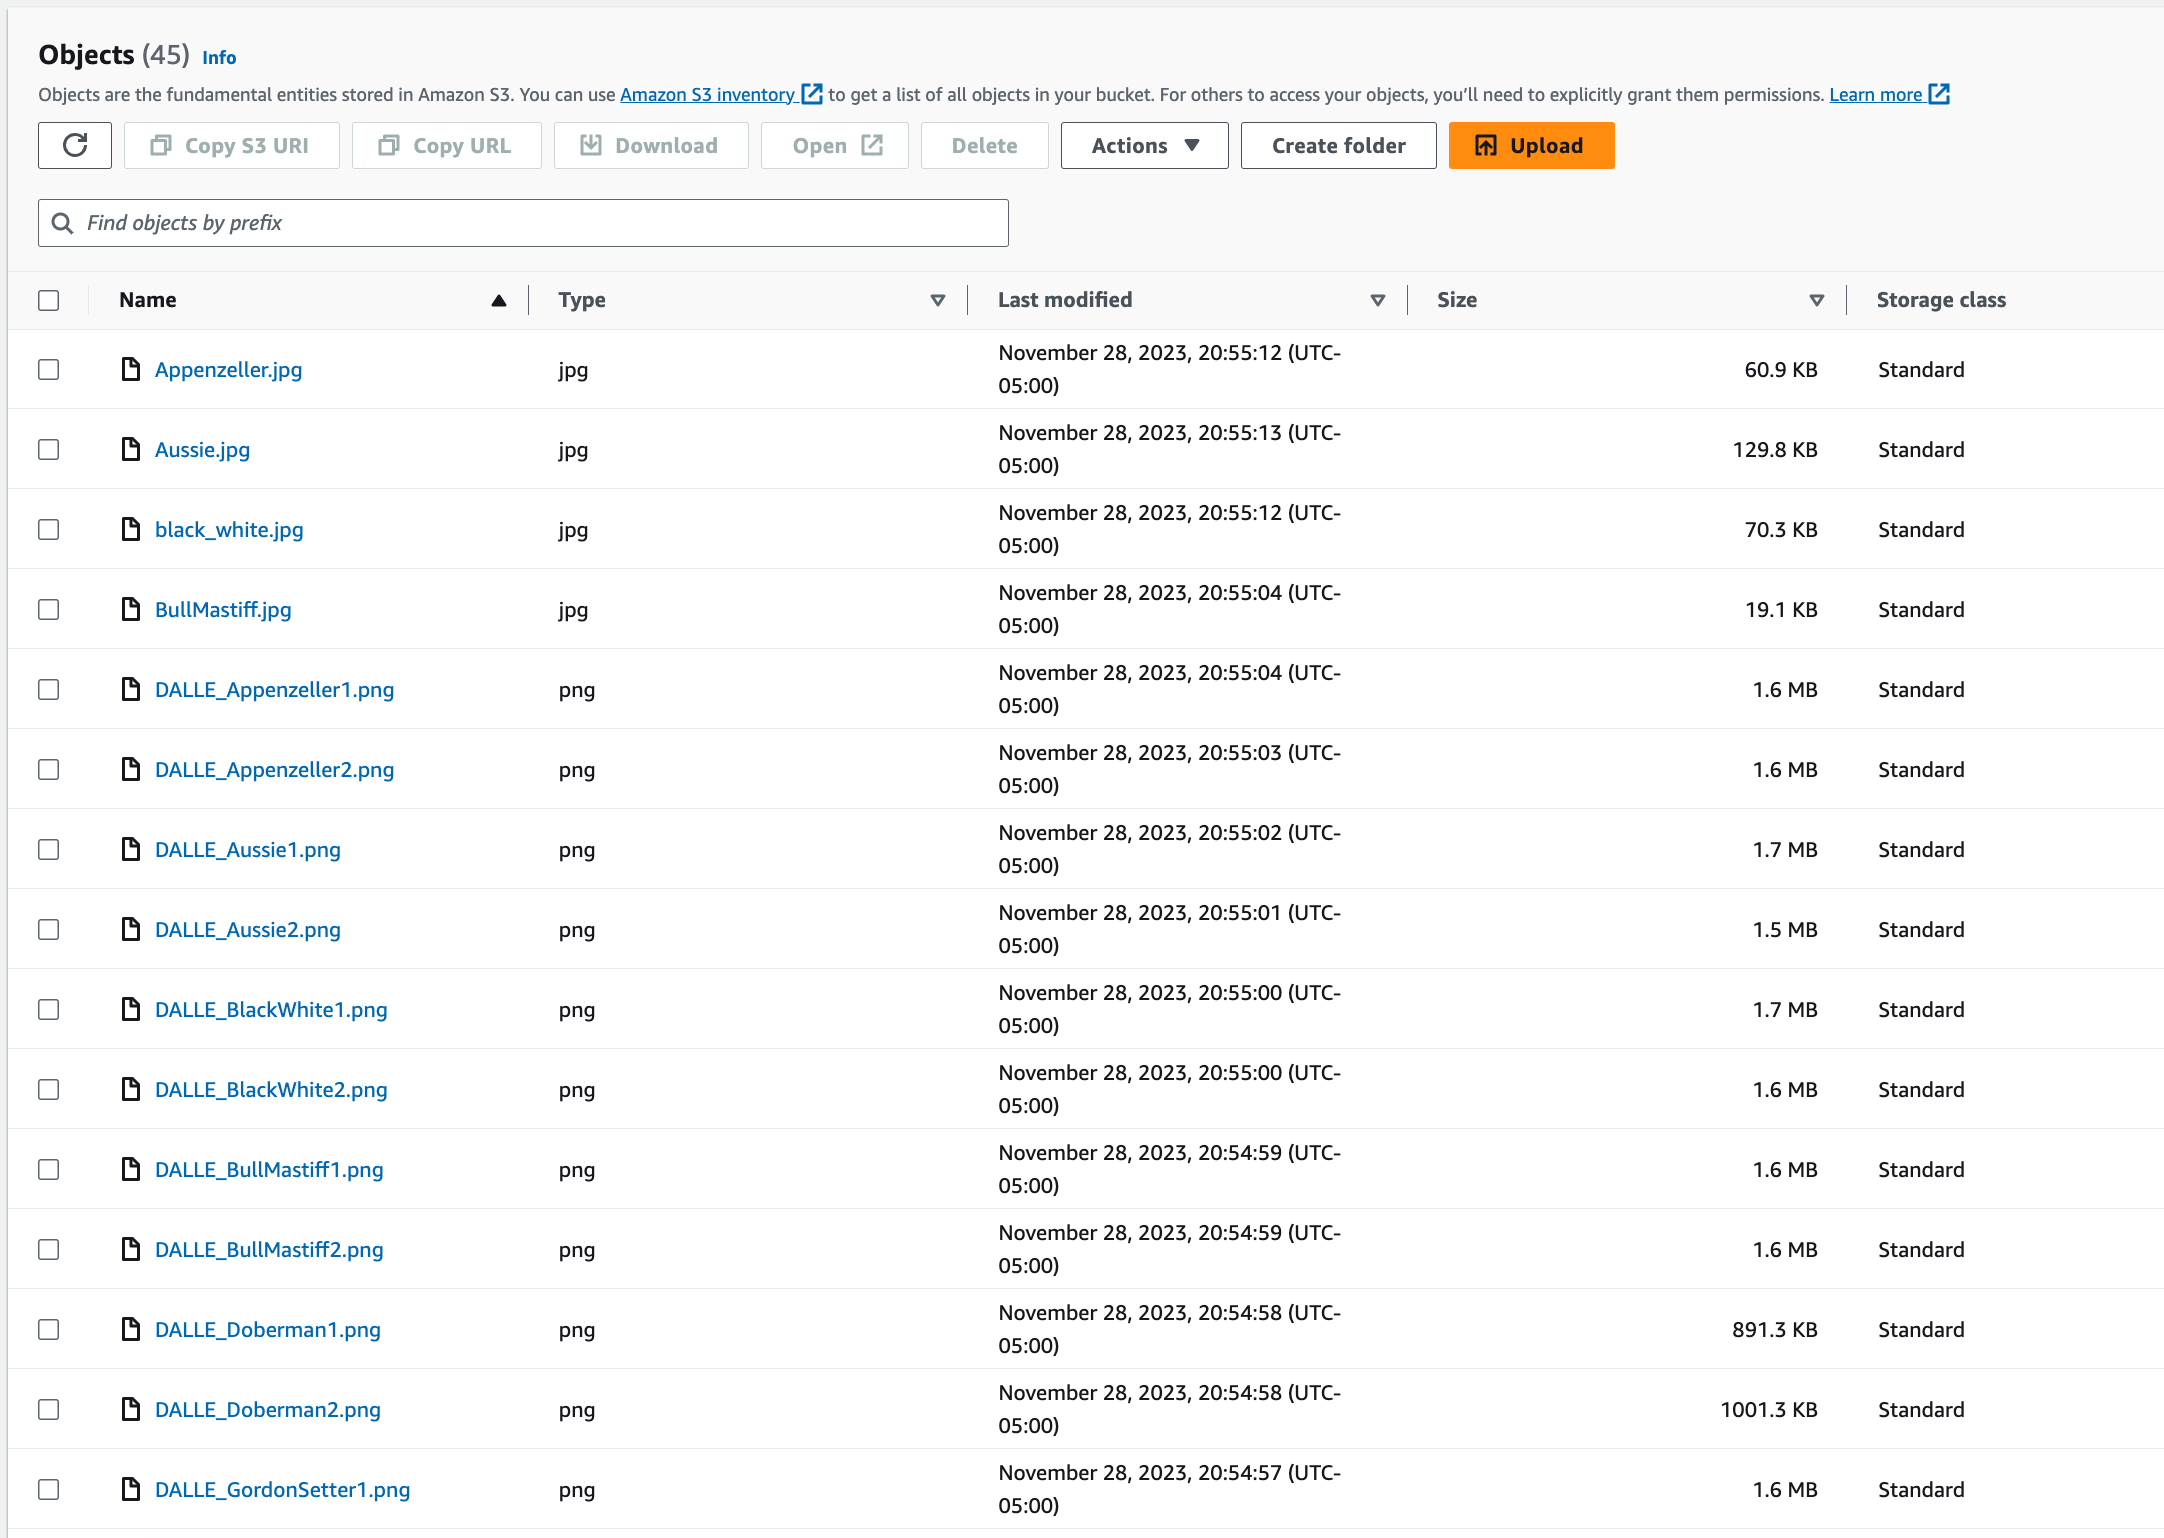 Objects (45) Info
Objects are the fundamental entities stored in Amazon S3. You can use Amazon S3 inventory to get a list of all objects in your bucket. For others to access your objects, you'll need to explicitly grant them permissions. Learn more
Copy S3 URI Copy URL Download Open Delete Actions Create folder Upload
Find objects by prefix
Name Type Last modified Size Storage class
Appenzeller.jpg jpg November 28, 2023, 20:55:12 (UTC-
05:00) 60.9 KB Standard
Aussie.jpg jpg November 28, 2023, 20:55:13 (UTC-
05:00) 129.8 KB Standard
black_white.jpg jpg November 28, 2023, 20:55:12 (UTC-
05:00) 70.3 KB Standard
BullMastiff.jpg jpg November 28, 2023, 20:55:04 (UTC-
05:00) 19.1 KB Standard
DALLE_Appenzeller1.png png November 28, 2023, 20:55:04 (UTC-
05:00) 1.6 MB Standard
DALLE_Appenzeller2.png png November 28, 2023, 20:55:03 (UTC-
05:00) 1.6 MB Standard
DALLE_Aussie1.png png November 28, 2023, 20:55:02 (UTC-
05:00) 1.7 MB Standard
DALLE_Aussie2.png png November 28, 2023, 20:55:01 (UTC-
05:00) 1.5 MB Standard
DALLE_BlackWhite1.png png November 28, 2023, 20:55:00 (UTC-
05:00) 1.7 MB Standard
DALLE_BlackWhite2.png png November 28, 2023, 20:55:00 (UTC-
05:00) 1.6 MB Standard
DALLE_BullMastiff1.png png November 28, 2023, 20:54:59 (UTC-
05:00) 1.6 MB Standard
DALLE_BullMastiff2.png png November 28, 2023, 20:54:59 (UTC-
05:00) 1.6 MB Standard
DALLE_Doberman1.png png November 28, 2023, 20:54:58 (UTC-
05:00) 891.3 KB Standard
DALLE_Doberman2.png png November 28, 2023, 20:54:58 (UTC-
05:00) 1001.3 KB Standard
DALLE_GordonSetter1.png png November 28, 2023, 20:54:57 (UTC-
05:00) 1.6 MB Standard